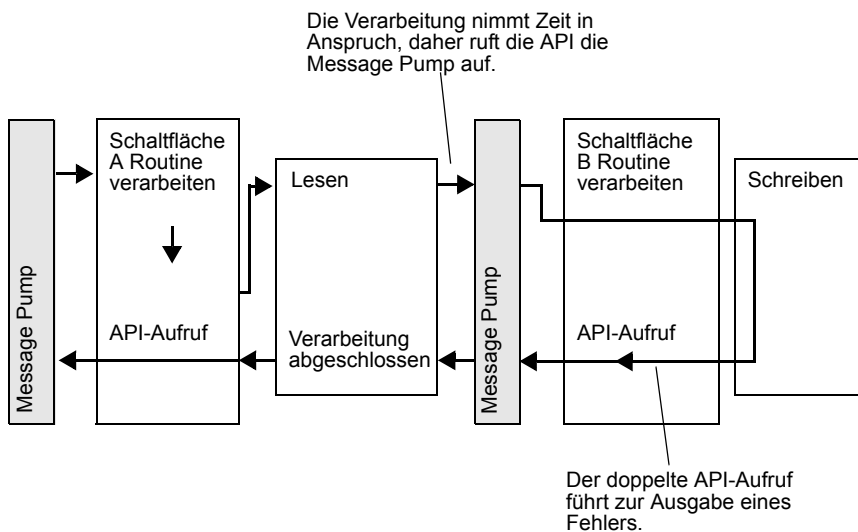 Die Verarbeitung nimmt Zeit in
Anspruch, daher ruft die API die
Message Pump auf.
Message Pump
Schaltfläche
A Routine
verarbeiten
API-Aufruf
Lesen
Verarbeitung
abgeschlossen
Message Pump
Schaltfläche
B Routine
verarbeiten
API-Aufruf
Schreiben
Der doppelte API-Aufruf
führt zur Ausgabe eines
Fehlers.